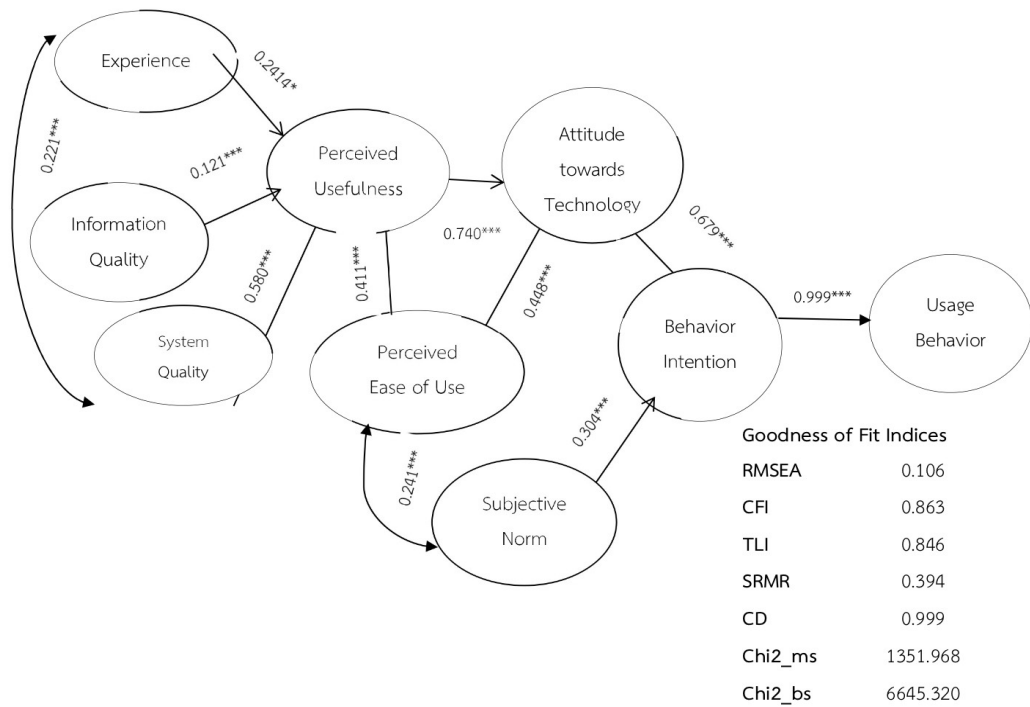 Experience
0.2414*
0.221***
0.121***
Perceived
Usefulness
Attitude
towards
Technology
Information
Quality
0.740***
0.679***
0.580***
0.411***
0.448***
System
Quality
Perceived
Ease of Use
Behavior
Intention
0.999***
Usage
Behavior
0.304***
0.241***
Subjective
Norm
Goodness of Fit Indices
RMSEA 0.106
CFI 0.863
TLI 0.846
SRMR 0.394
CD 0.999
Chi2_ms 1351.968
Chi2_bs 6645.320